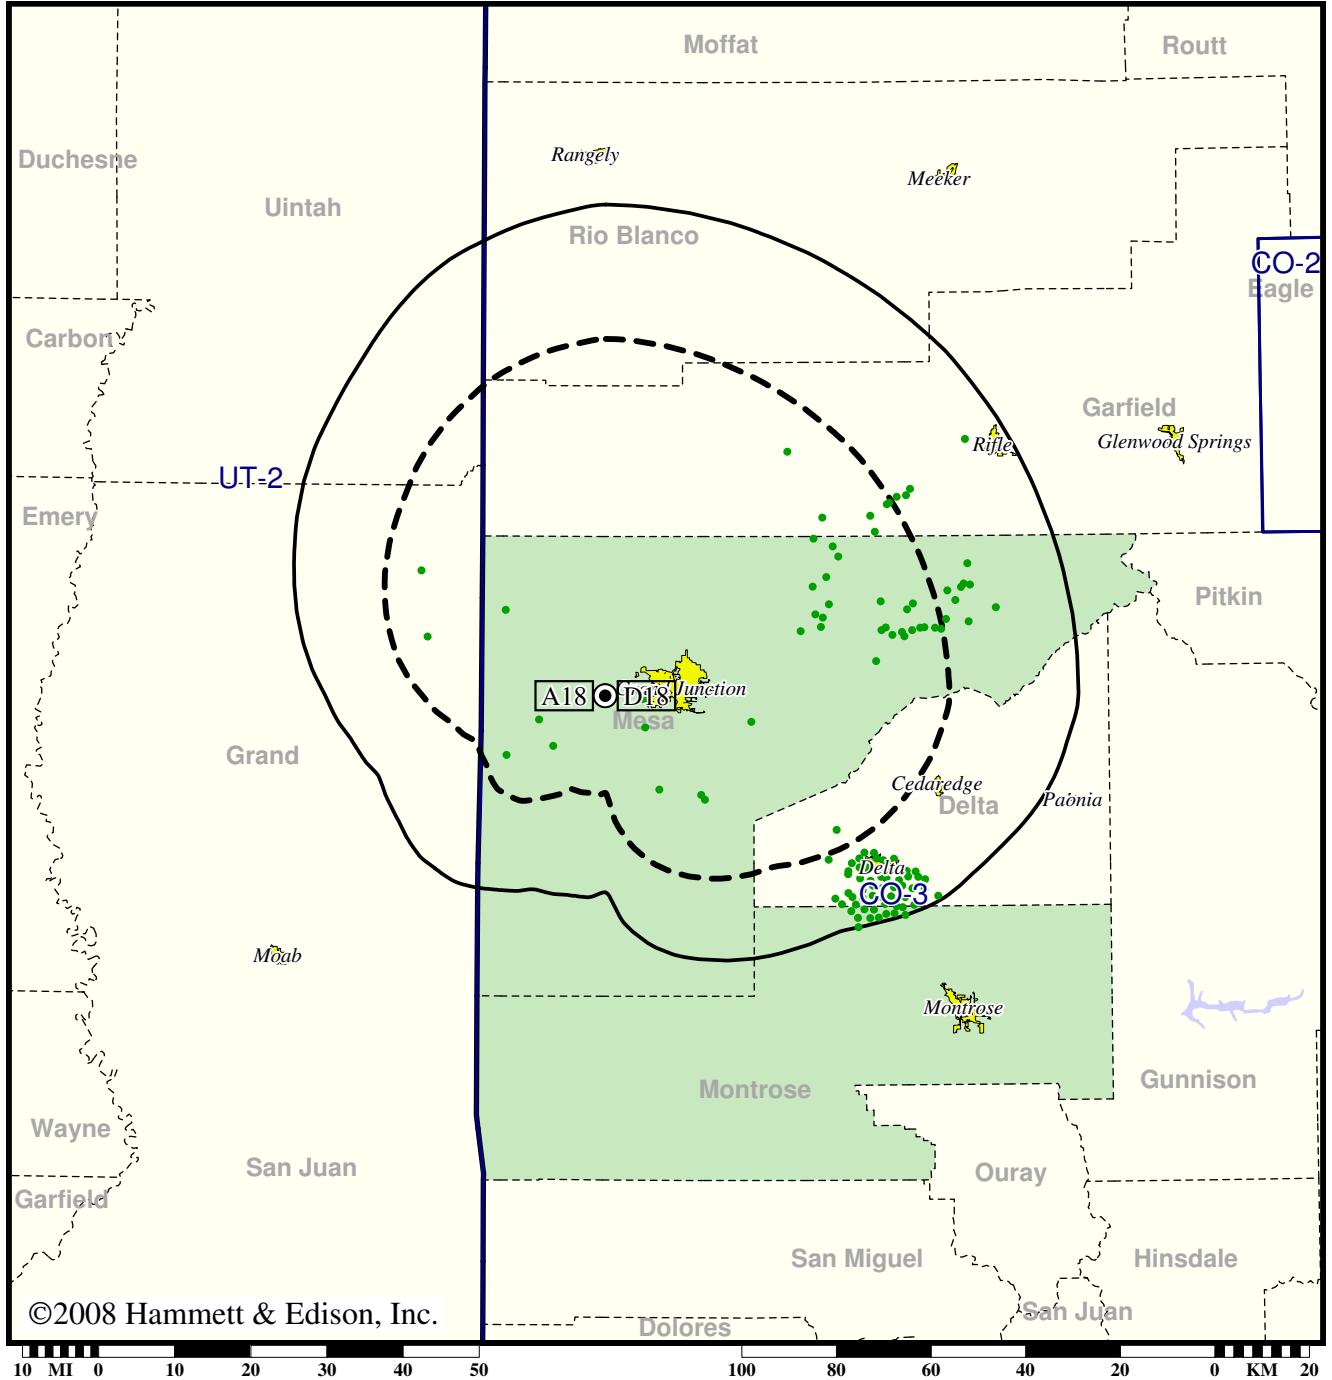 Moffat
Routt
Duchesne
Rangely
Meeker
Uintah
Rio Blanco
CO-2
Eagle
Carbon
Garfield
Rifle
Glenwood Springs
UT-2
Emery
Pitkin
A18
D18
Junction
Mesa
Grand
Cedaredge
Delta
Paonia
Delta
CO-3
Moab
Montrose
Gunnison
Montrose
Wayne
San Juan
Ouray
Garfield
San Miguel
Hinsdale
©2008 Hammett & Edison, Inc.
San Juan
Dolores
10 MI 0 10 20 30 40 50 100 80 60 40 20 0 KM 20